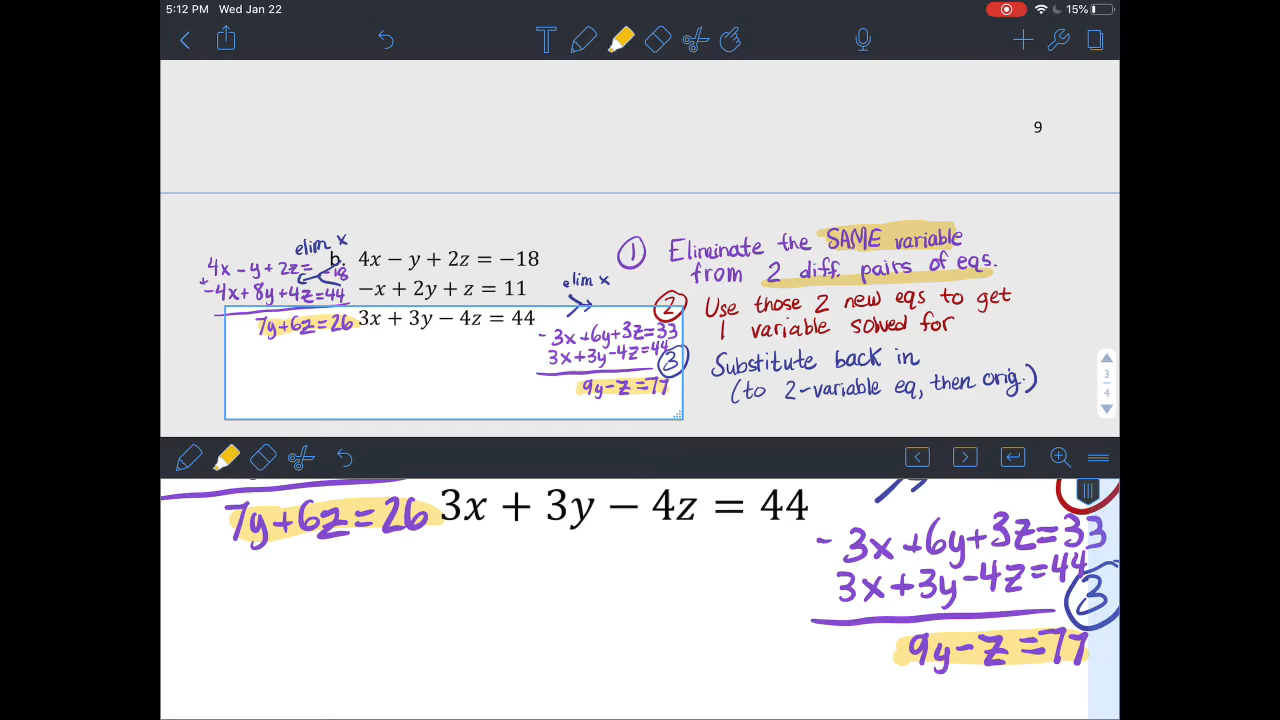 5:12 PM Wed Jan 22
15%
T
9
elim x
b. 4x − y + 2z = −18
4x - y + 2z = -18
−x + 2y + z = 11
+ -4x + 8y + 4z = 44
3x + 3y − 4z = 44
7y + 6z = 26
elim x
- 3x + 6y + 3z = 33
3x + 3y - 4z = 44
9y - z = 77
① Eliminate the SAME variable
from 2 diff. pairs of eqs.
② Use those 2 new eqs to get
1 variable solved for
③ Substitute back in
(to 2-variable eq, then orig.)
3
4
7y + 6z = 26
3x + 3y − 4z = 44
- 3x + 6y + 3z = 33
3x + 3y - 4z = 44
③
9y - z = 77